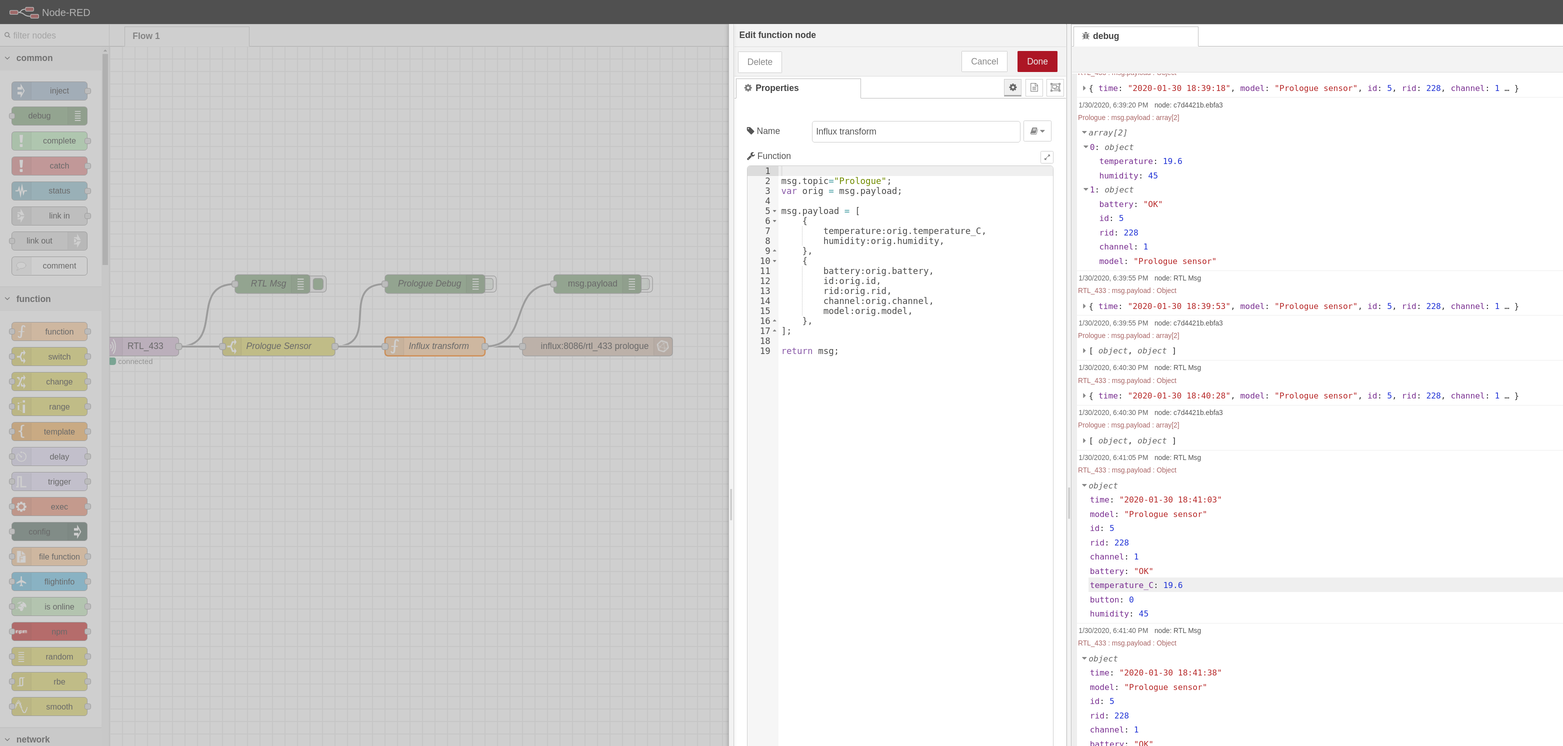 Node-RED
filter nodes
common
inject
debug
complete
catch
status
link in
link out
comment
function
function
switch
change
range
template
delay
trigger
exec
config
file function
flightinfo
is online
npm
random
rbe
smooth
network
Flow 1
RTL Msg
Prologue Debug
msg.payload
RTL_433
Prologue Sensor
Influx transform
influx:8086/rtl_433 prologue
connected
Edit function node
Delete
Cancel
Done
Properties
Name
Influx transform
Function
1
2 msg.topic="Prologue";
3 var orig = msg.payload;
4
5 msg.payload = [
6 {
7 temperature:orig.temperature_C,
8 humidity:orig.humidity,
9 },
10 {
11 battery:orig.battery,
12 id:orig.id,
13 rid:orig.rid,
14 channel:orig.channel,
15 model:orig.model,
16 },
17 ];
18
19 return msg;
debug
RTL_433 : msg.payload : Object
{ time: "2020-01-30 18:39:18", model: "Prologue sensor", id: 5, rid: 228, channel: 1 … }
1/30/2020, 6:39:20 PM node: c7d4421b.ebfa3
Prologue : msg.payload : array[2]
array[2]
0: object
temperature: 19.6
humidity: 45
1: object
battery: "OK"
id: 5
rid: 228
channel: 1
model: "Prologue sensor"
1/30/2020, 6:39:55 PM node: RTL Msg
RTL_433 : msg.payload : Object
{ time: "2020-01-30 18:39:53", model: "Prologue sensor", id: 5, rid: 228, channel: 1 … }
1/30/2020, 6:39:55 PM node: c7d4421b.ebfa3
Prologue : msg.payload : array[2]
[ object, object ]
1/30/2020, 6:40:30 PM node: RTL Msg
RTL_433 : msg.payload : Object
{ time: "2020-01-30 18:40:28", model: "Prologue sensor", id: 5, rid: 228, channel: 1 … }
1/30/2020, 6:40:30 PM node: c7d4421b.ebfa3
Prologue : msg.payload : array[2]
[ object, object ]
1/30/2020, 6:41:05 PM node: RTL Msg
RTL_433 : msg.payload : Object
object
time: "2020-01-30 18:41:03"
model: "Prologue sensor"
id: 5
rid: 228
channel: 1
battery: "OK"
temperature_C: 19.6
button: 0
humidity: 45
1/30/2020, 6:41:40 PM node: RTL Msg
RTL_433 : msg.payload : Object
object
time: "2020-01-30 18:41:38"
model: "Prologue sensor"
id: 5
rid: 228
channel: 1
battery: "OK"